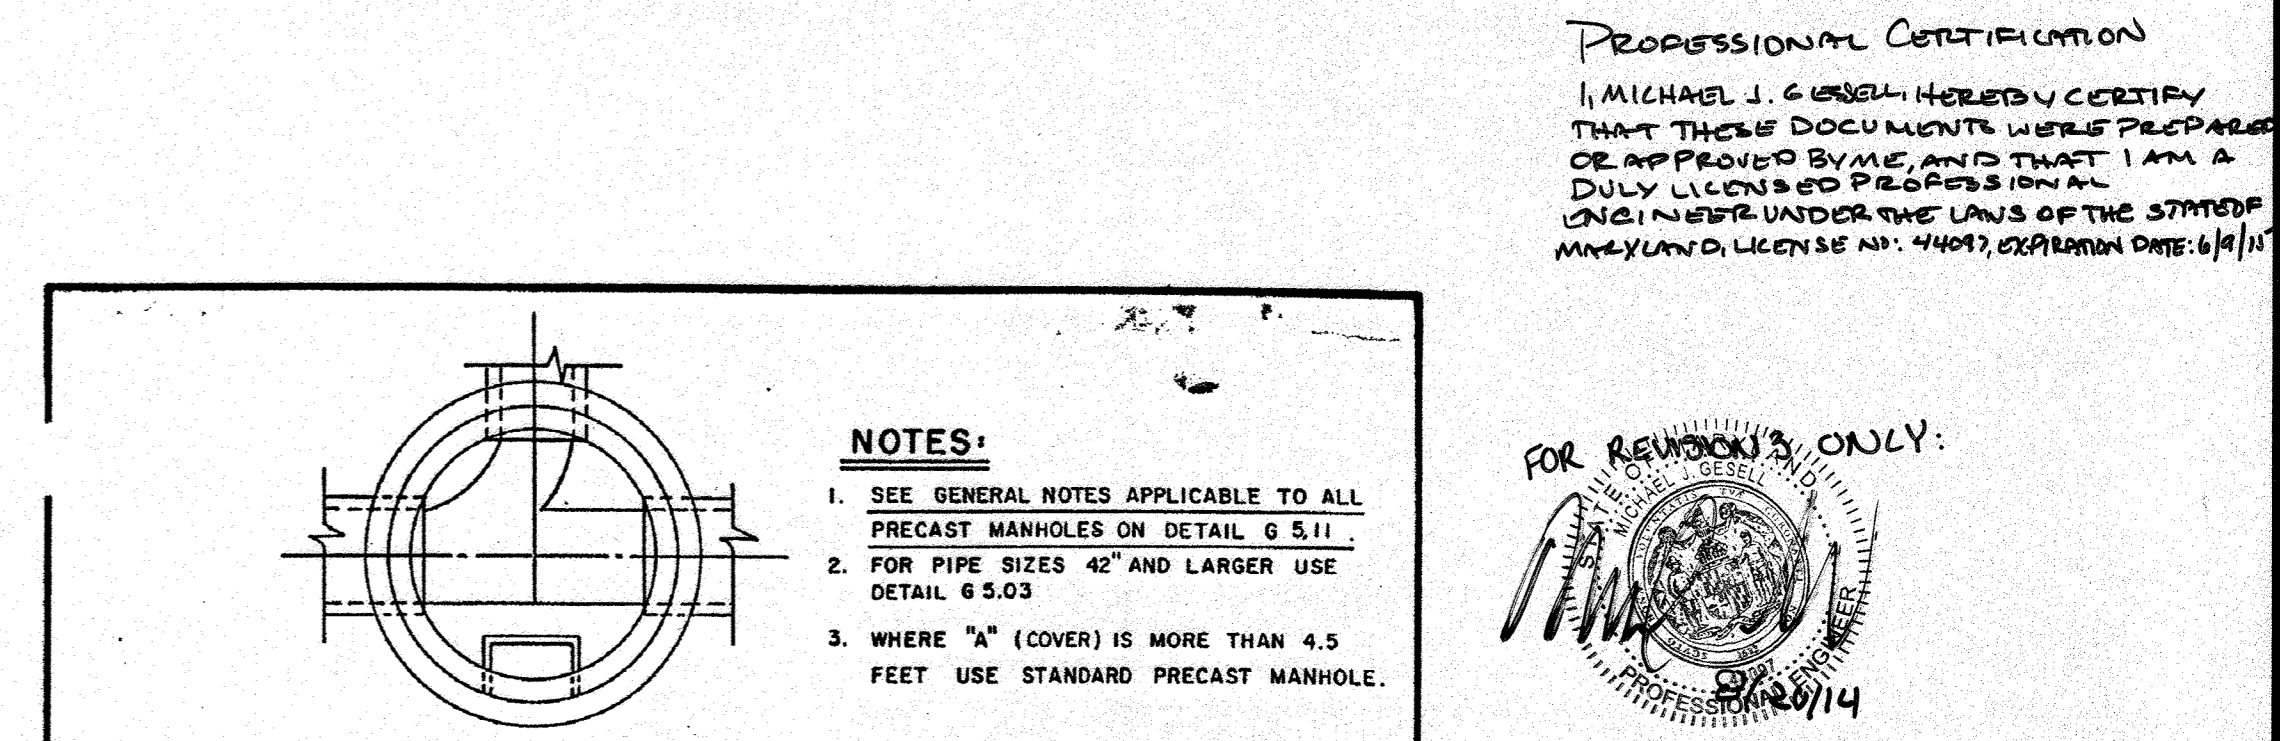 PROFESSIONAL CERTIFICATION
I, MICHAEL J. GESSELL, HEREBY CERTIFY
THAT THESE DOCUMENTS WERE PREPARED
OR APPROVED BY ME, AND THAT I AM A
DULY LICENSED PROFESSIONAL
ENGINEER UNDER THE LAWS OF THE STATE OF
MARYLAND, LICENSE NO: 44097, EXPIRATION DATE: 6/9/15
NOTES:
1. SEE GENERAL NOTES APPLICABLE TO ALL
PRECAST MANHOLES ON DETAIL G 5.11.
2. FOR PIPE SIZES 42" AND LARGER USE
DETAIL G 5.03
3. WHERE "A" (COVER) IS MORE THAN 4.5
FEET USE STANDARD PRECAST MANHOLE.
FOR REVISION 3 ONLY:
STATE OF MARYLAND
MICHAEL J. GESELL
PROFESSIONAL ENGINEER
8/20/14